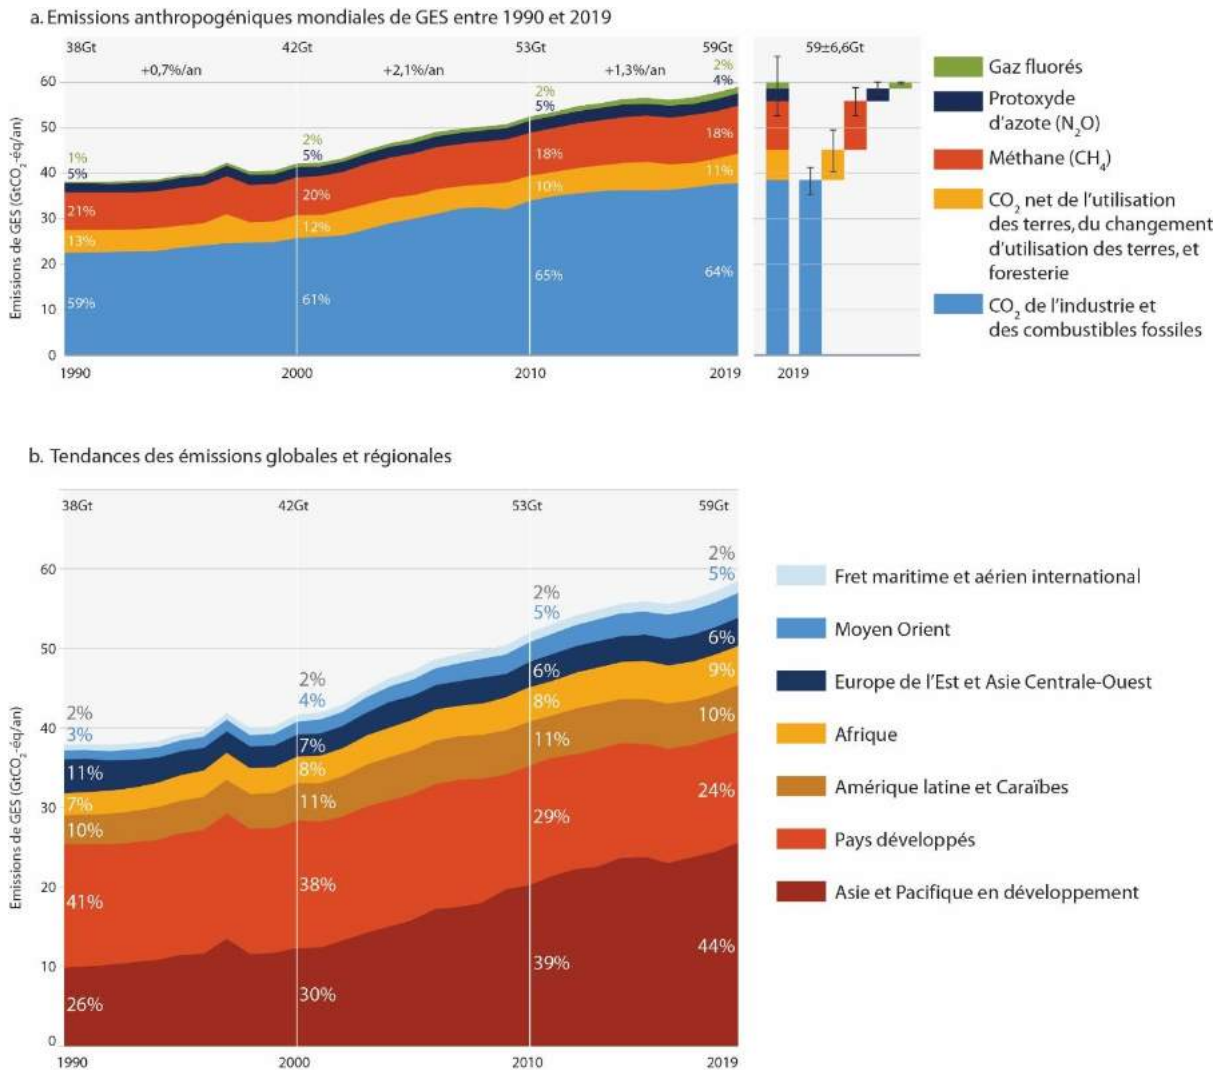 a. Emissions anthropogéniques mondiales de GES entre 1990 et 2019
38Gt
42Gt
53Gt
59Gt
59±6,6Gt
+0,7%/an
+2,1%/an
+1,3%/an
Emissions de GES (GtCO₂-éq/an)
60
50
40
30
20
10
0
1%
5%
21%
13%
59%
2%
5%
20%
12%
61%
2%
5%
18%
10%
65%
2%
4%
18%
11%
64%
1990
2000
2010
2019
2019
Gaz fluorés
Protoxyde
d'azote (N₂O)
Méthane (CH₄)
CO₂ net de l'utilisation
des terres, du changement
d'utilisation des terres, et
foresterie
CO₂ de l'industrie et
des combustibles fossiles
b. Tendances des émissions globales et régionales
38Gt
42Gt
53Gt
59Gt
Emissions de GES (GtCO₂-éq/an)
60
50
40
30
20
10
0
2%
3%
11%
7%
10%
41%
26%
2%
4%
7%
8%
11%
38%
30%
2%
5%
6%
8%
11%
29%
39%
2%
5%
6%
9%
10%
24%
44%
1990
2000
2010
2019
Fret maritime et aérien international
Moyen Orient
Europe de l'Est et Asie Centrale-Ouest
Afrique
Amérique latine et Caraïbes
Pays développés
Asie et Pacifique en développement